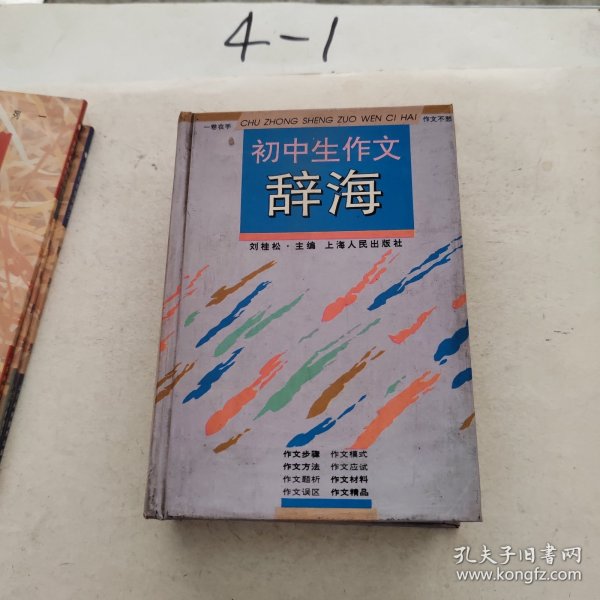 4-1
一卷在手 CHU ZHONG SHENG ZUO WEN CI HAI 作文不愁
初中生作文
辞海
刘桂松·主编 上海人民出版社
作文步骤 作文模式
作文方法 作文应试
作文题析 作文材料
作文误区 作文精品
孔夫子旧书网
www.kongfz.com